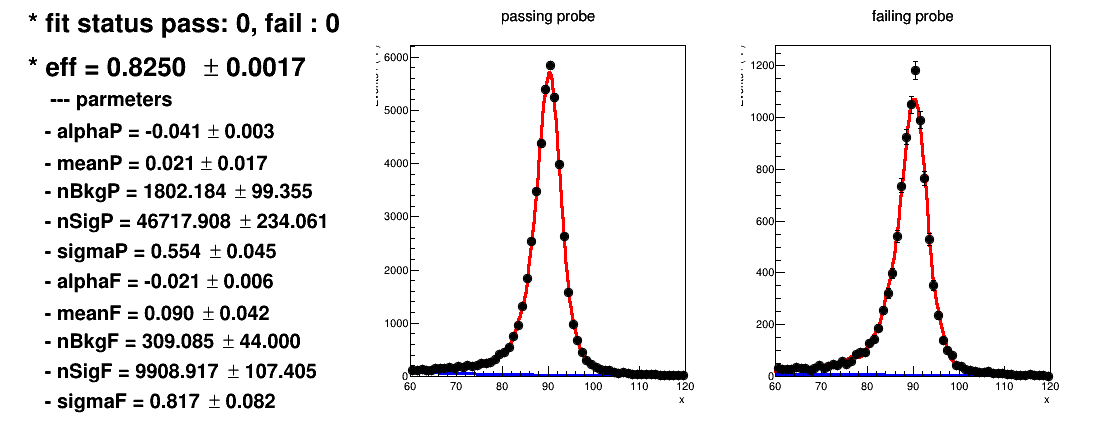 * fit status pass: 0, fail : 0
* eff = 0.8250 ± 0.0017
--- parmeters
- alphaP = -0.041 ± 0.003
- meanP = 0.021 ± 0.017
- nBkgP = 1802.184 ± 99.355
- nSigP = 46717.908 ± 234.061
- sigmaP = 0.554 ± 0.045
- alphaF = -0.021 ± 0.006
- meanF = 0.090 ± 0.042
- nBkgF = 309.085 ± 44.000
- nSigF = 9908.917 ± 107.405
- sigmaF = 0.817 ± 0.082
passing probe
6000
5000
4000
3000
2000
1000
0
60 70 80 90 100 110 120
x
failing probe
1200
1000
800
600
400
200
0
60 70 80 90 100 110 120
x